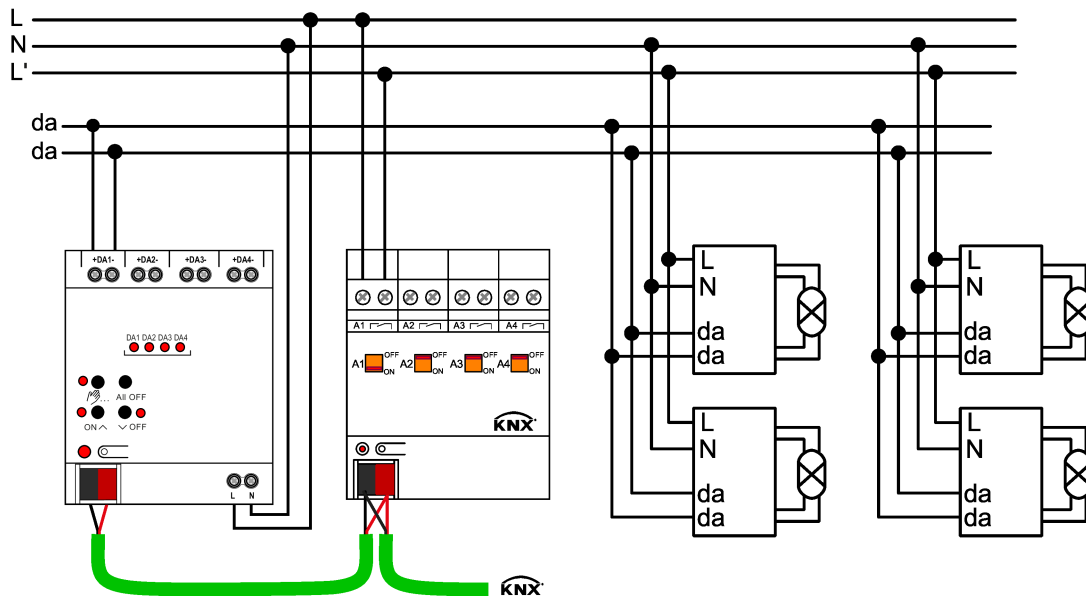 L
N
L'
da
da
+DA1- +DA2- +DA3- +DA4-
DA1 DA2 DA3 DA4
... All OFF
ON OFF
L N
A1 A2 A3 A4
A1 OFF ON A2 OFF ON A3 OFF ON A4 OFF ON
KNX
KNX
L
N
da
da
L
N
da
da
L
N
da
da
L
N
da
da